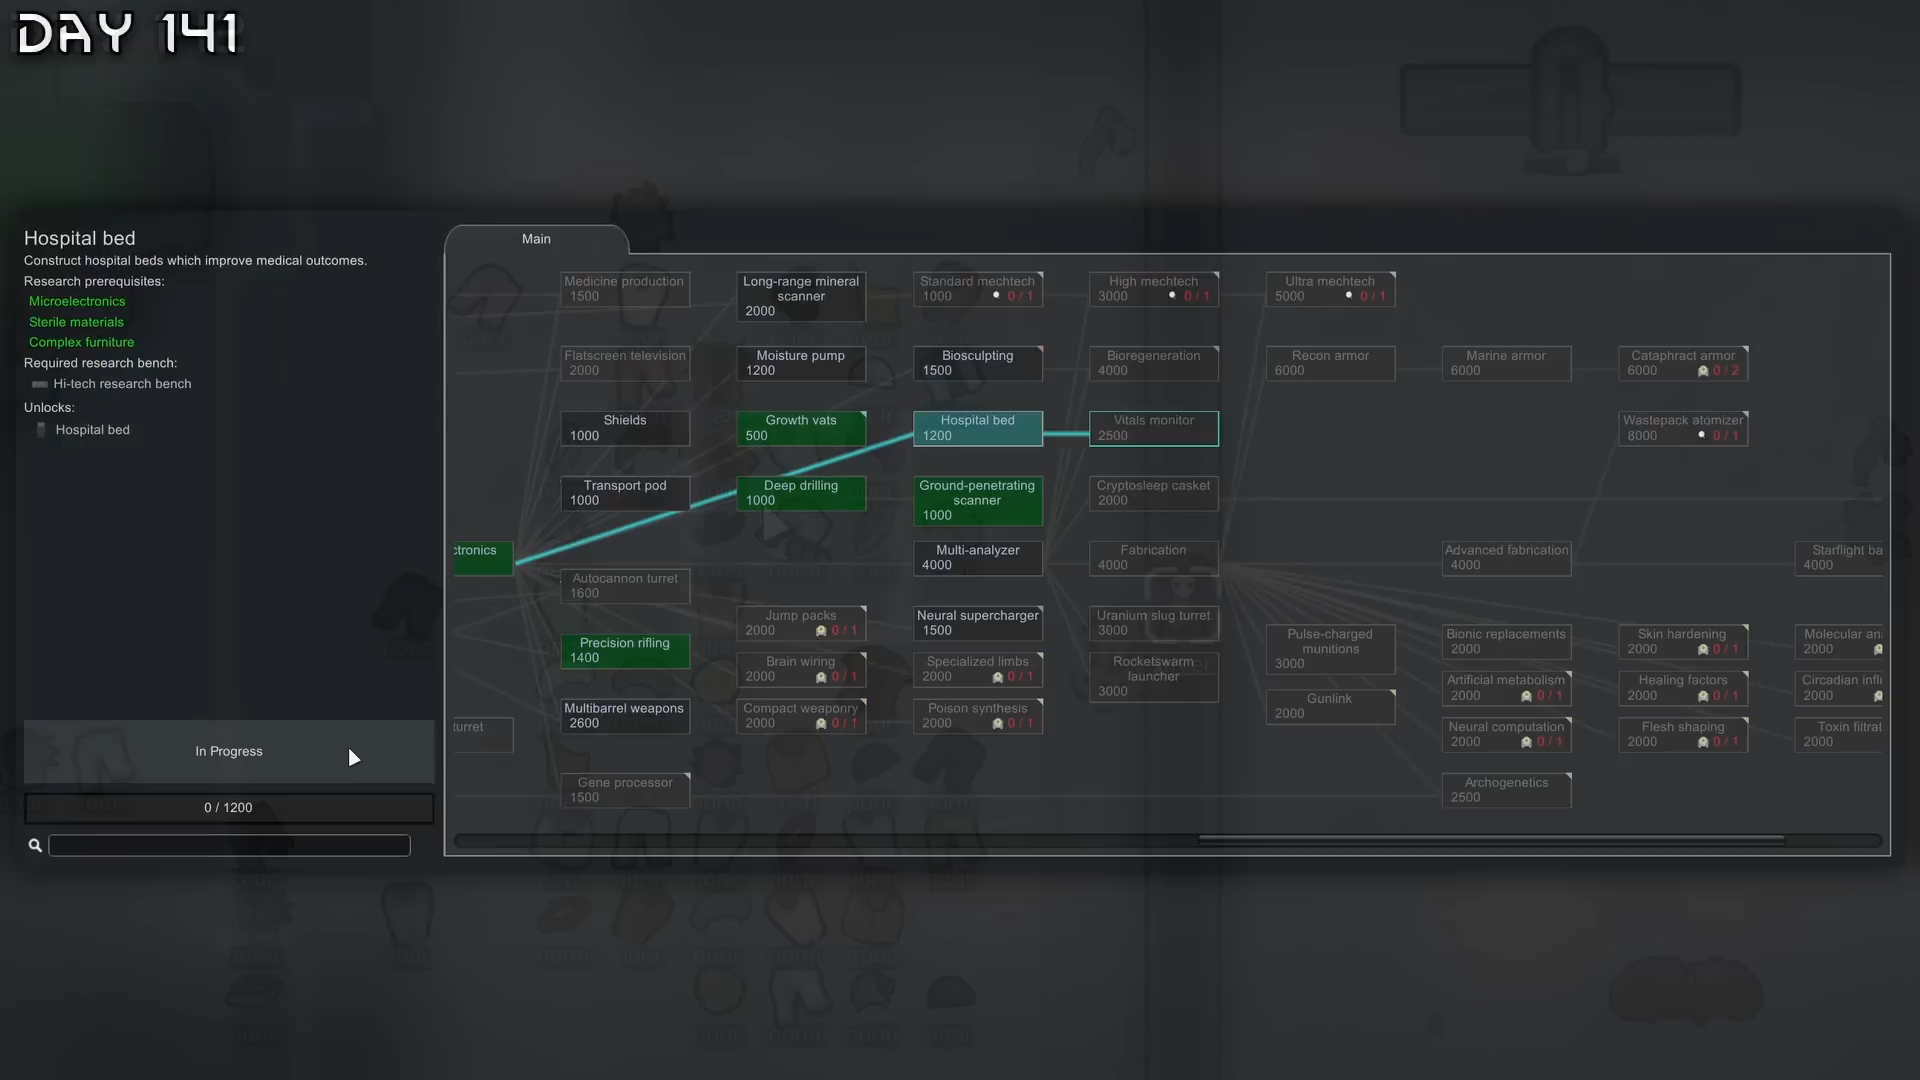 DAY 141
Hospital bed
Construct hospital beds which improve medical outcomes.
Research prerequisites:
Microelectronics
Sterile materials
Complex furniture
Required research bench:
Hi-tech research bench
Unlocks:
Hospital bed
In Progress
0 / 1200
Main
Medicine production
1500
Long-range mineral
scanner
2000
Standard mechtech
1000 0 / 1
High mechtech
3000 0 / 1
Ultra mechtech
5000 0 / 1
Flatscreen television
2000
Moisture pump
1200
Biosculpting
1500
Bioregeneration
4000
Recon armor
6000
Marine armor
6000
Cataphract armor
6000 0 / 2
Shields
1000
Growth vats
500
Hospital bed
1200
Vitals monitor
2500
Wastepack atomizer
8000 0 / 1
Transport pod
1000
Deep drilling
1000
Ground-penetrating
scanner
1000
Cryptosleep casket
2000
ctronics
Multi-analyzer
4000
Fabrication
4000
Advanced fabrication
4000
Starflight ba
4000
Autocannon turret
1600
Jump packs
2000 0 / 1
Neural supercharger
1500
Uranium slug turret
3000
Precision rifling
1400
Pulse-charged
munitions
3000
Bionic replacements
2000
Skin hardening
2000 0 / 1
Molecular an
2000
Brain wiring
2000 0 / 1
Specialized limbs
2000 0 / 1
Rocketswarm
launcher
3000
Artificial metabolism
2000 0 / 1
Healing factors
2000 0 / 1
Circadian infl
2000
turret
Multibarrel weapons
2600
Compact weaponry
2000 0 / 1
Poison synthesis
2000 0 / 1
Gunlink
2000
Neural computation
2000 0 / 1
Flesh shaping
2000 0 / 1
Toxin filtrat
2000
Gene processor
1500
Archogenetics
2500